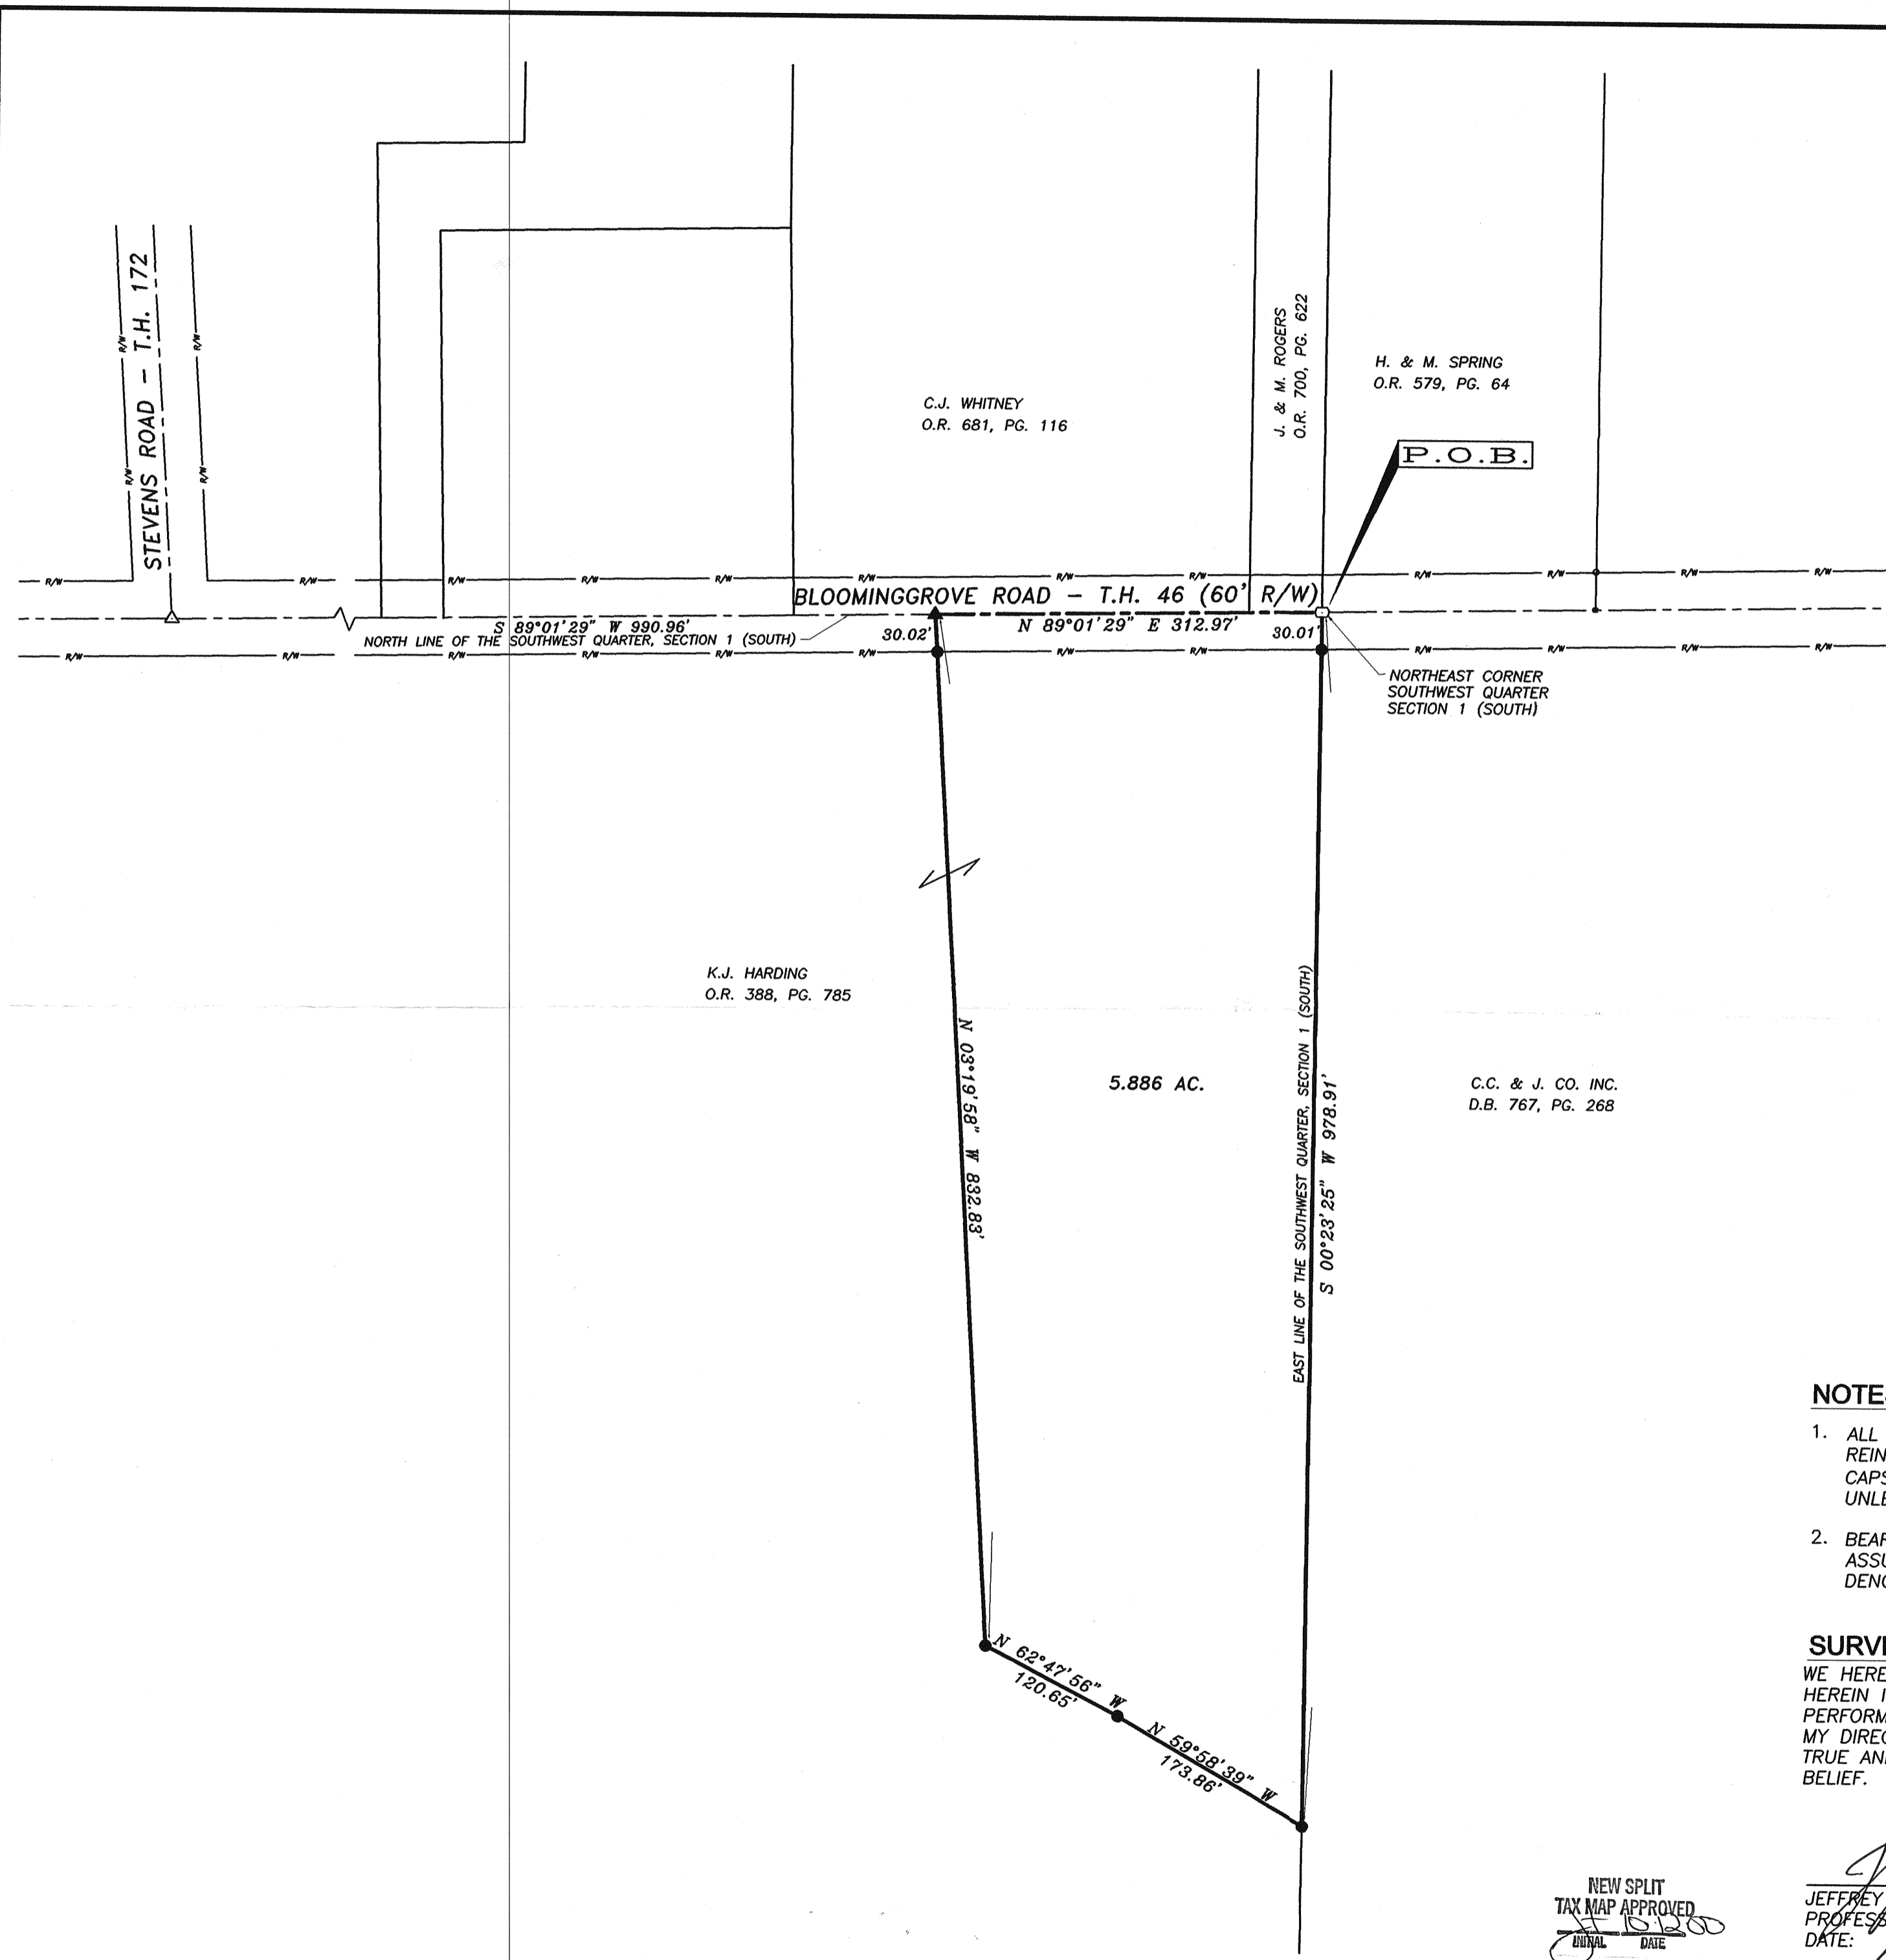 STEVENS ROAD - T.H. 172
J. & M. ROGERS
O.R. 700, PG. 622
H. & M. SPRING
O.R. 579, PG. 64
C.J. WHITNEY
O.R. 681, PG. 116
P.O.B.
R/W
R/W
R/W
R/W
R/W R/W R/W R/W R/W R/W R/W R/W R/W R/W R/W R/W
BLOOMINGGROVE ROAD - T.H. 46 (60' R/W)
S 89°01'29" W 990.96'
N 89°01'29" E 312.97'
NORTH LINE OF THE SOUTHWEST QUARTER, SECTION 1 (SOUTH)
30.02'
30.01'
R/W R/W R/W R/W R/W R/W R/W R/W R/W R/W R/W R/W
NORTHEAST CORNER
SOUTHWEST QUARTER
SECTION 1 (SOUTH)
K.J. HARDING
O.R. 388, PG. 785
N 03°19'58" W 832.83'
5.886 AC.
EAST LINE OF THE SOUTHWEST QUARTER, SECTION 1 (SOUTH)
S 00°23'25" W 978.91'
C.C. & J. CO. INC.
D.B. 767, PG. 268
N 62°47'56" W
120.65'
N 59°58'39" W
173.86'
NOTE
1. ALL
REIN
CAPS
UNLE
2. BEAR
ASSU
DENO
SURVE
WE HERE
HEREIN I
PERFORM
MY DIREC
TRUE AN
BELIEF.
NEW SPLIT
TAX MAP APPROVED
INITIAL DATE
JEFFREY
PROFESS
DATE: